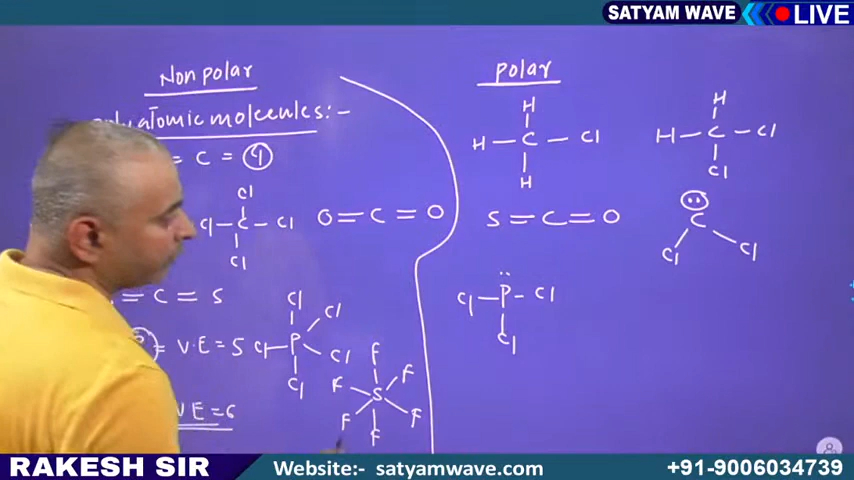 SATYAM WAVE LIVE
Non polar
atomic molecules:-
= C = 4
Cl
Cl-C-Cl
Cl
O=C=O
= C = S
= V.E = 5
Cl
Cl
Cl-P
Cl
Cl
V E = 6
F
F
F
S
F
F
F
polar
H
H-C-Cl
H
H
H-C-Cl
Cl
S=C=O
..
C
Cl Cl
..
Cl-P-Cl
Cl
RAKESH SIR
Website:- satyamwave.com
+91-9006034739